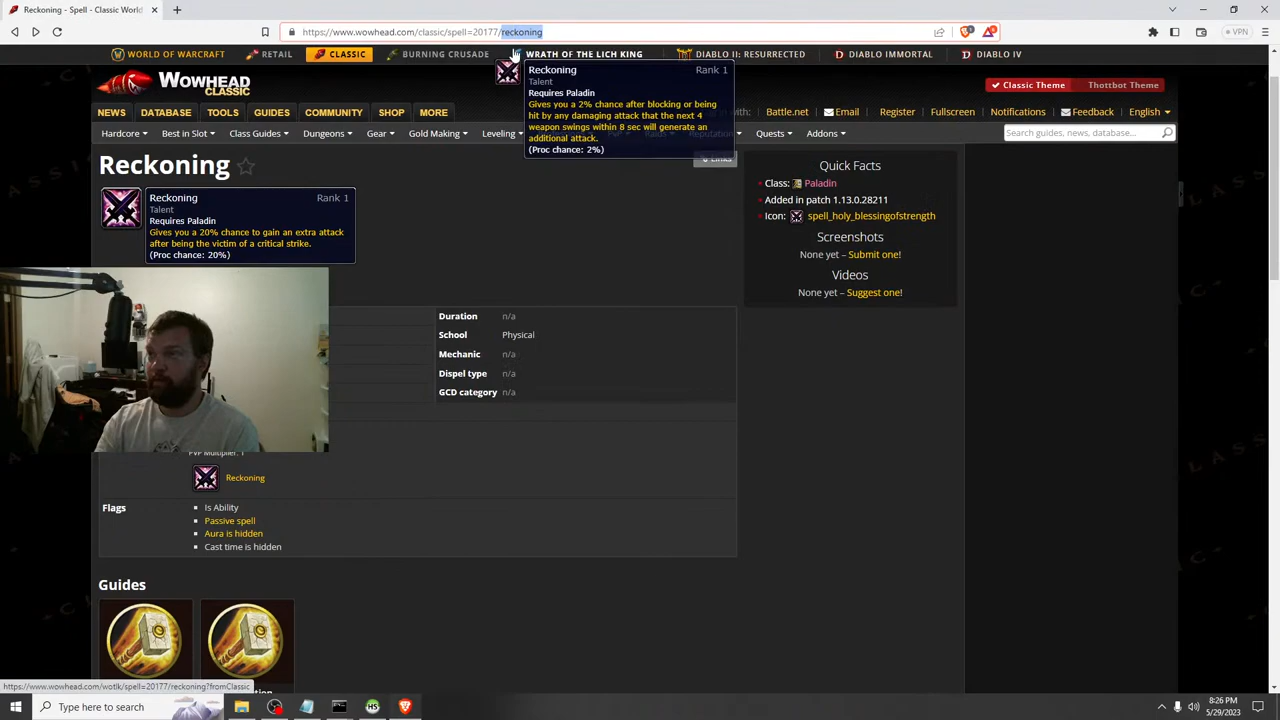 Reckoning - Spell - Classic World
https://www.wowhead.com/classic/spell=20177/reckoning
VPN
WORLD OF WARCRAFT
RETAIL
CLASSIC
BURNING CRUSADE
WRATH OF THE LICH KING
DIABLO II: RESURRECTED
DIABLO IMMORTAL
DIABLO IV
WOWHEAD
CLASSIC
Reckoning Rank 1
Talent
Requires Paladin
Gives you a 2% chance after blocking or being
hit by any damaging attack that the next 4
weapon swings within 8 sec will generate an
additional attack.
(Proc chance: 2%)
Classic Theme Thottbot Theme
NEWS DATABASE TOOLS GUIDES COMMUNITY SHOP MORE
Battle.net Email Register Fullscreen Notifications Feedback English
Hardcore Best in Slot Class Guides Dungeons Gear Gold Making Leveling Quests Addons
Search guides, news, database...
Reckoning
Links
Reckoning Rank 1
Talent
Requires Paladin
Gives you a 20% chance to gain an extra attack
after being the victim of a critical strike.
(Proc chance: 20%)
Quick Facts
Class: Paladin
Added in patch 1.13.0.28211
Icon: spell_holy_blessingofstrength
Screenshots
None yet – Submit one!
Videos
None yet – Suggest one!
Duration n/a
School Physical
Mechanic n/a
Dispel type n/a
GCD category n/a
PVP Multiplier: 1
Reckoning
Flags
Is Ability
Passive spell
Aura is hidden
Cast time is hidden
Guides
https://www.wowhead.com/wotlk/spell=20177/reckoning?fromClassic
Type here to search
8:26 PM
5/29/2023